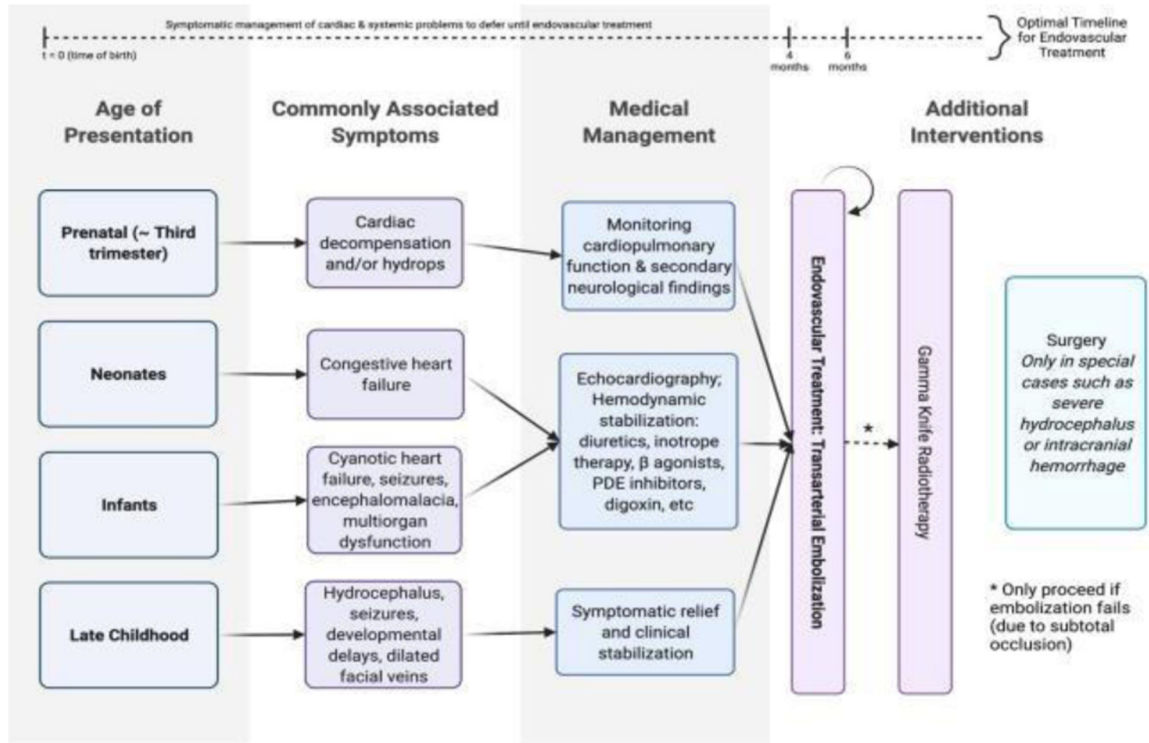 Symptomatic management of cardiac & systemic problems to defer until endovascular treatment
t = 0 (time of birth)
4
months
6
months
Optimal Timeline
for Endovascular
Treatment
Age of
Presentation
Commonly Associated
Symptoms
Medical
Management
Additional
Interventions
Prenatal (~ Third
trimester)
Cardiac
decompensation
and/or hydrops
Monitoring
cardiopulmonary
function & secondary
neurological findings
Neonates
Congestive heart
failure
Echocardiography;
Hemodynamic
stabilization:
diuretics, inotrope
therapy, β agonists,
PDE inhibitors,
digoxin, etc
Infants
Cyanotic heart
failure, seizures,
encephalomalacia,
multiorgan
dysfunction
Late Childhood
Hydrocephalus,
seizures,
developmental
delays, dilated
facial veins
Symptomatic relief
and clinical
stabilization
Endovascular Treatment: Transarterial Embolization
*
Gamma Knife Radiotherapy
Surgery
Only in special
cases such as
severe
hydrocephalus
or intracranial
hemorrhage
* Only proceed if
embolization fails
(due to subtotal
occlusion)